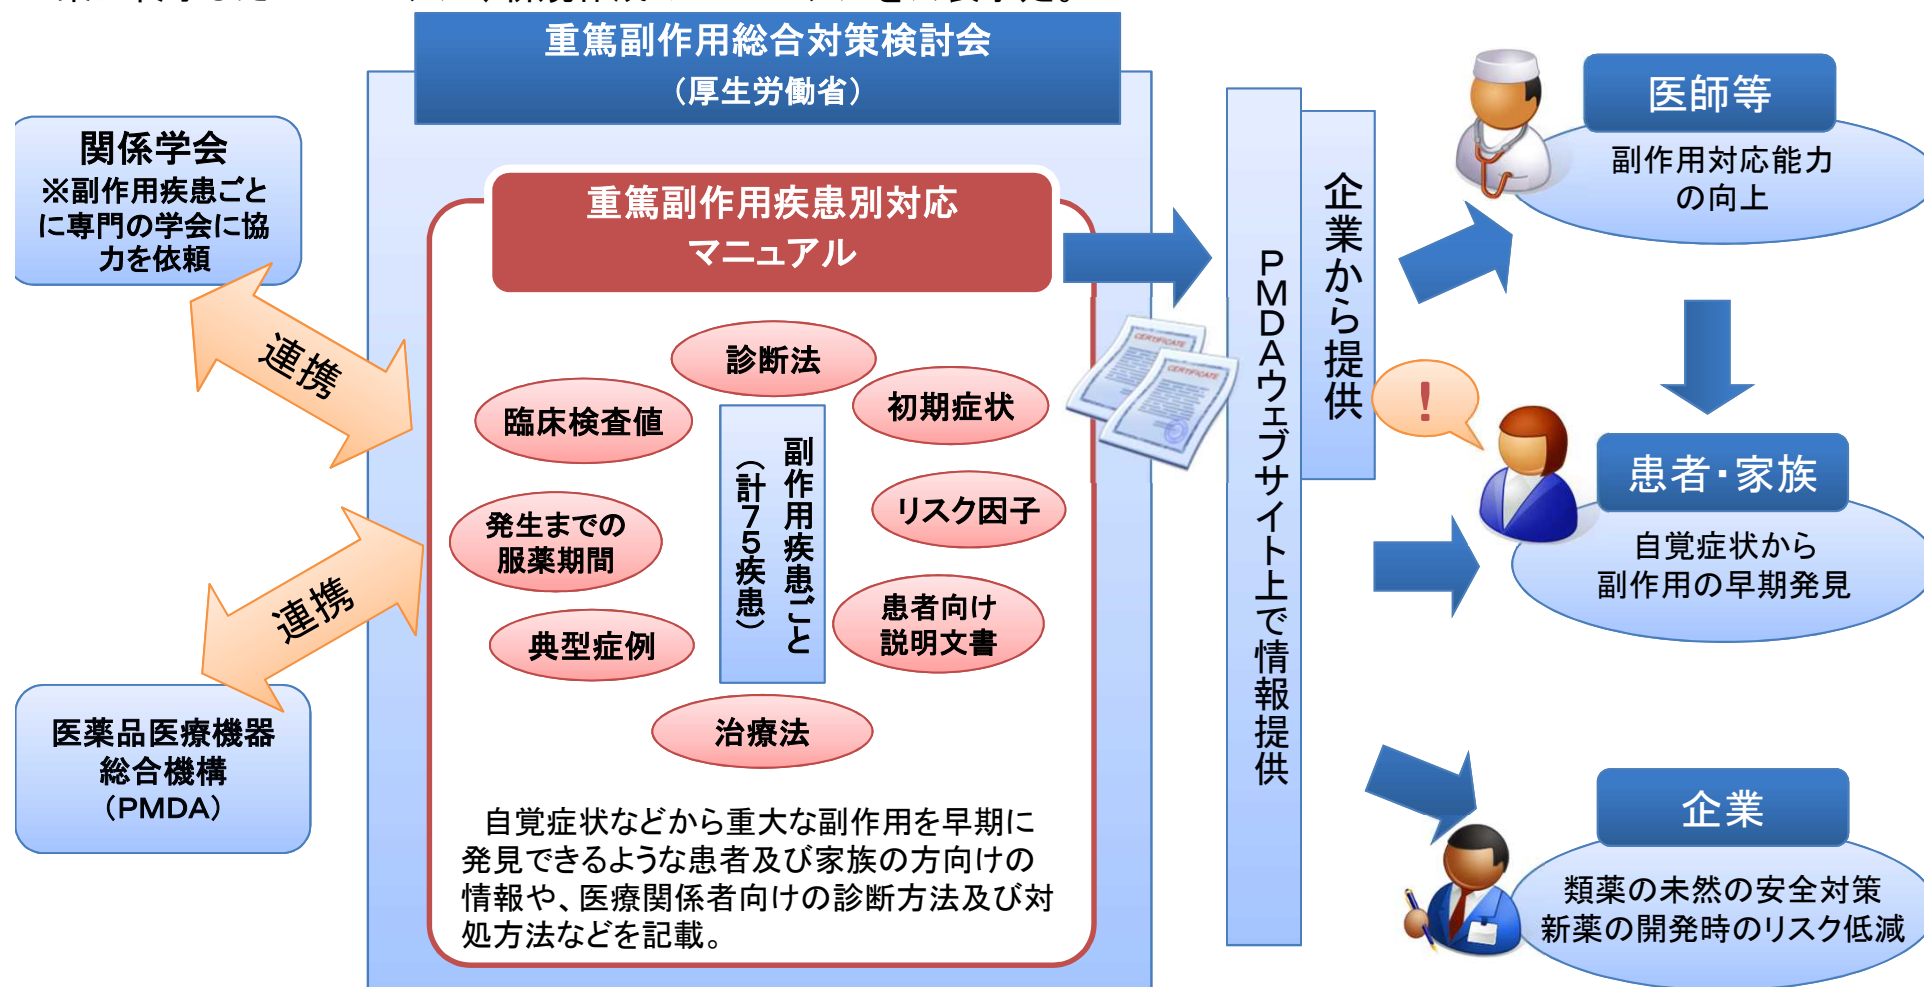 重篤副作用総合対策検討会
（厚生労働省）
関係学会
※副作用疾患ごと
に専門の学会に協
力を依頼
連携
連携
医薬品医療機器
総合機構
（PMDA）
重篤副作用疾患別対応
マニュアル
診断法
臨床検査値
初期症状
発生までの
服薬期間
リスク因子
典型症例
患者向け
説明文書
治療法
副作用疾患ごと
（計７５疾患）
自覚症状などから重大な副作用を早期に
発見できるような患者及び家族の方向けの
情報や、医療関係者向けの診断方法及び対
処方法などを記載。
CERTIFICATE
CERTIFICATE
ＰＭＤＡウェブサイト上で情報提供
企業から提供
医師等
副作用対応能力
の向上
！
患者・家族
自覚症状から
副作用の早期発見
企業
類薬の未然の安全対策
新薬の開発時のリスク低減